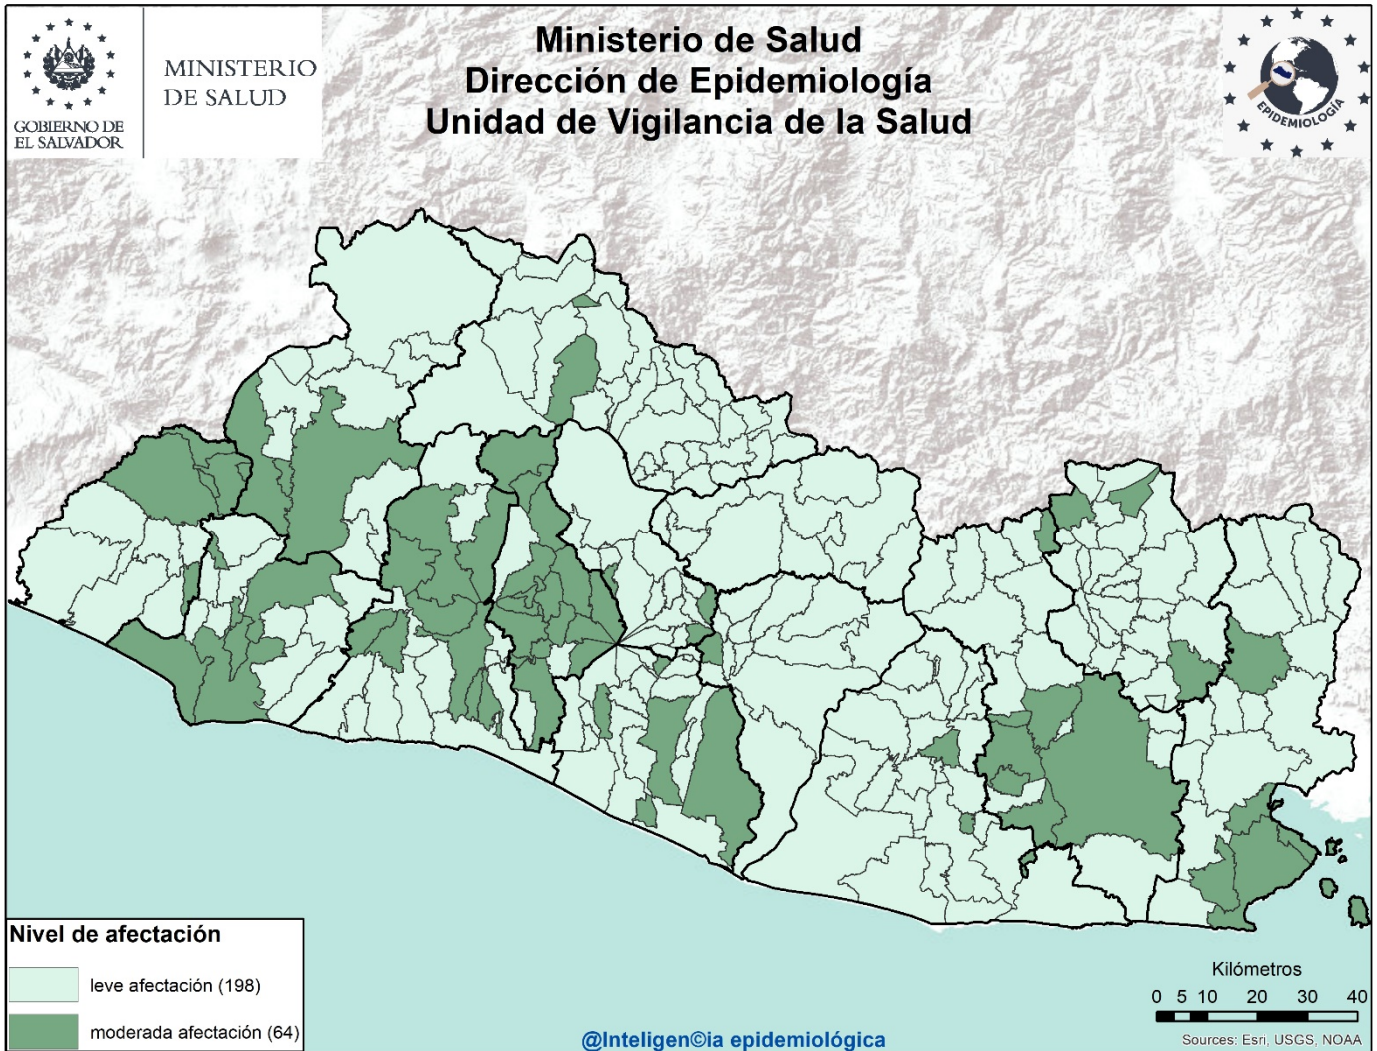 GOBIERNO DE
EL SALVADOR
MINISTERIO
DE SALUD
Ministerio de Salud
Dirección de Epidemiología
Unidad de Vigilancia de la Salud
EPIDEMIOLOGÍA
Nivel de afectación
leve afectación (198)
moderada afectación (64)
@Inteligen©ia epidemiológica
Kilómetros
0 5 10 20 30 40
Sources: Esri, USGS, NOAA